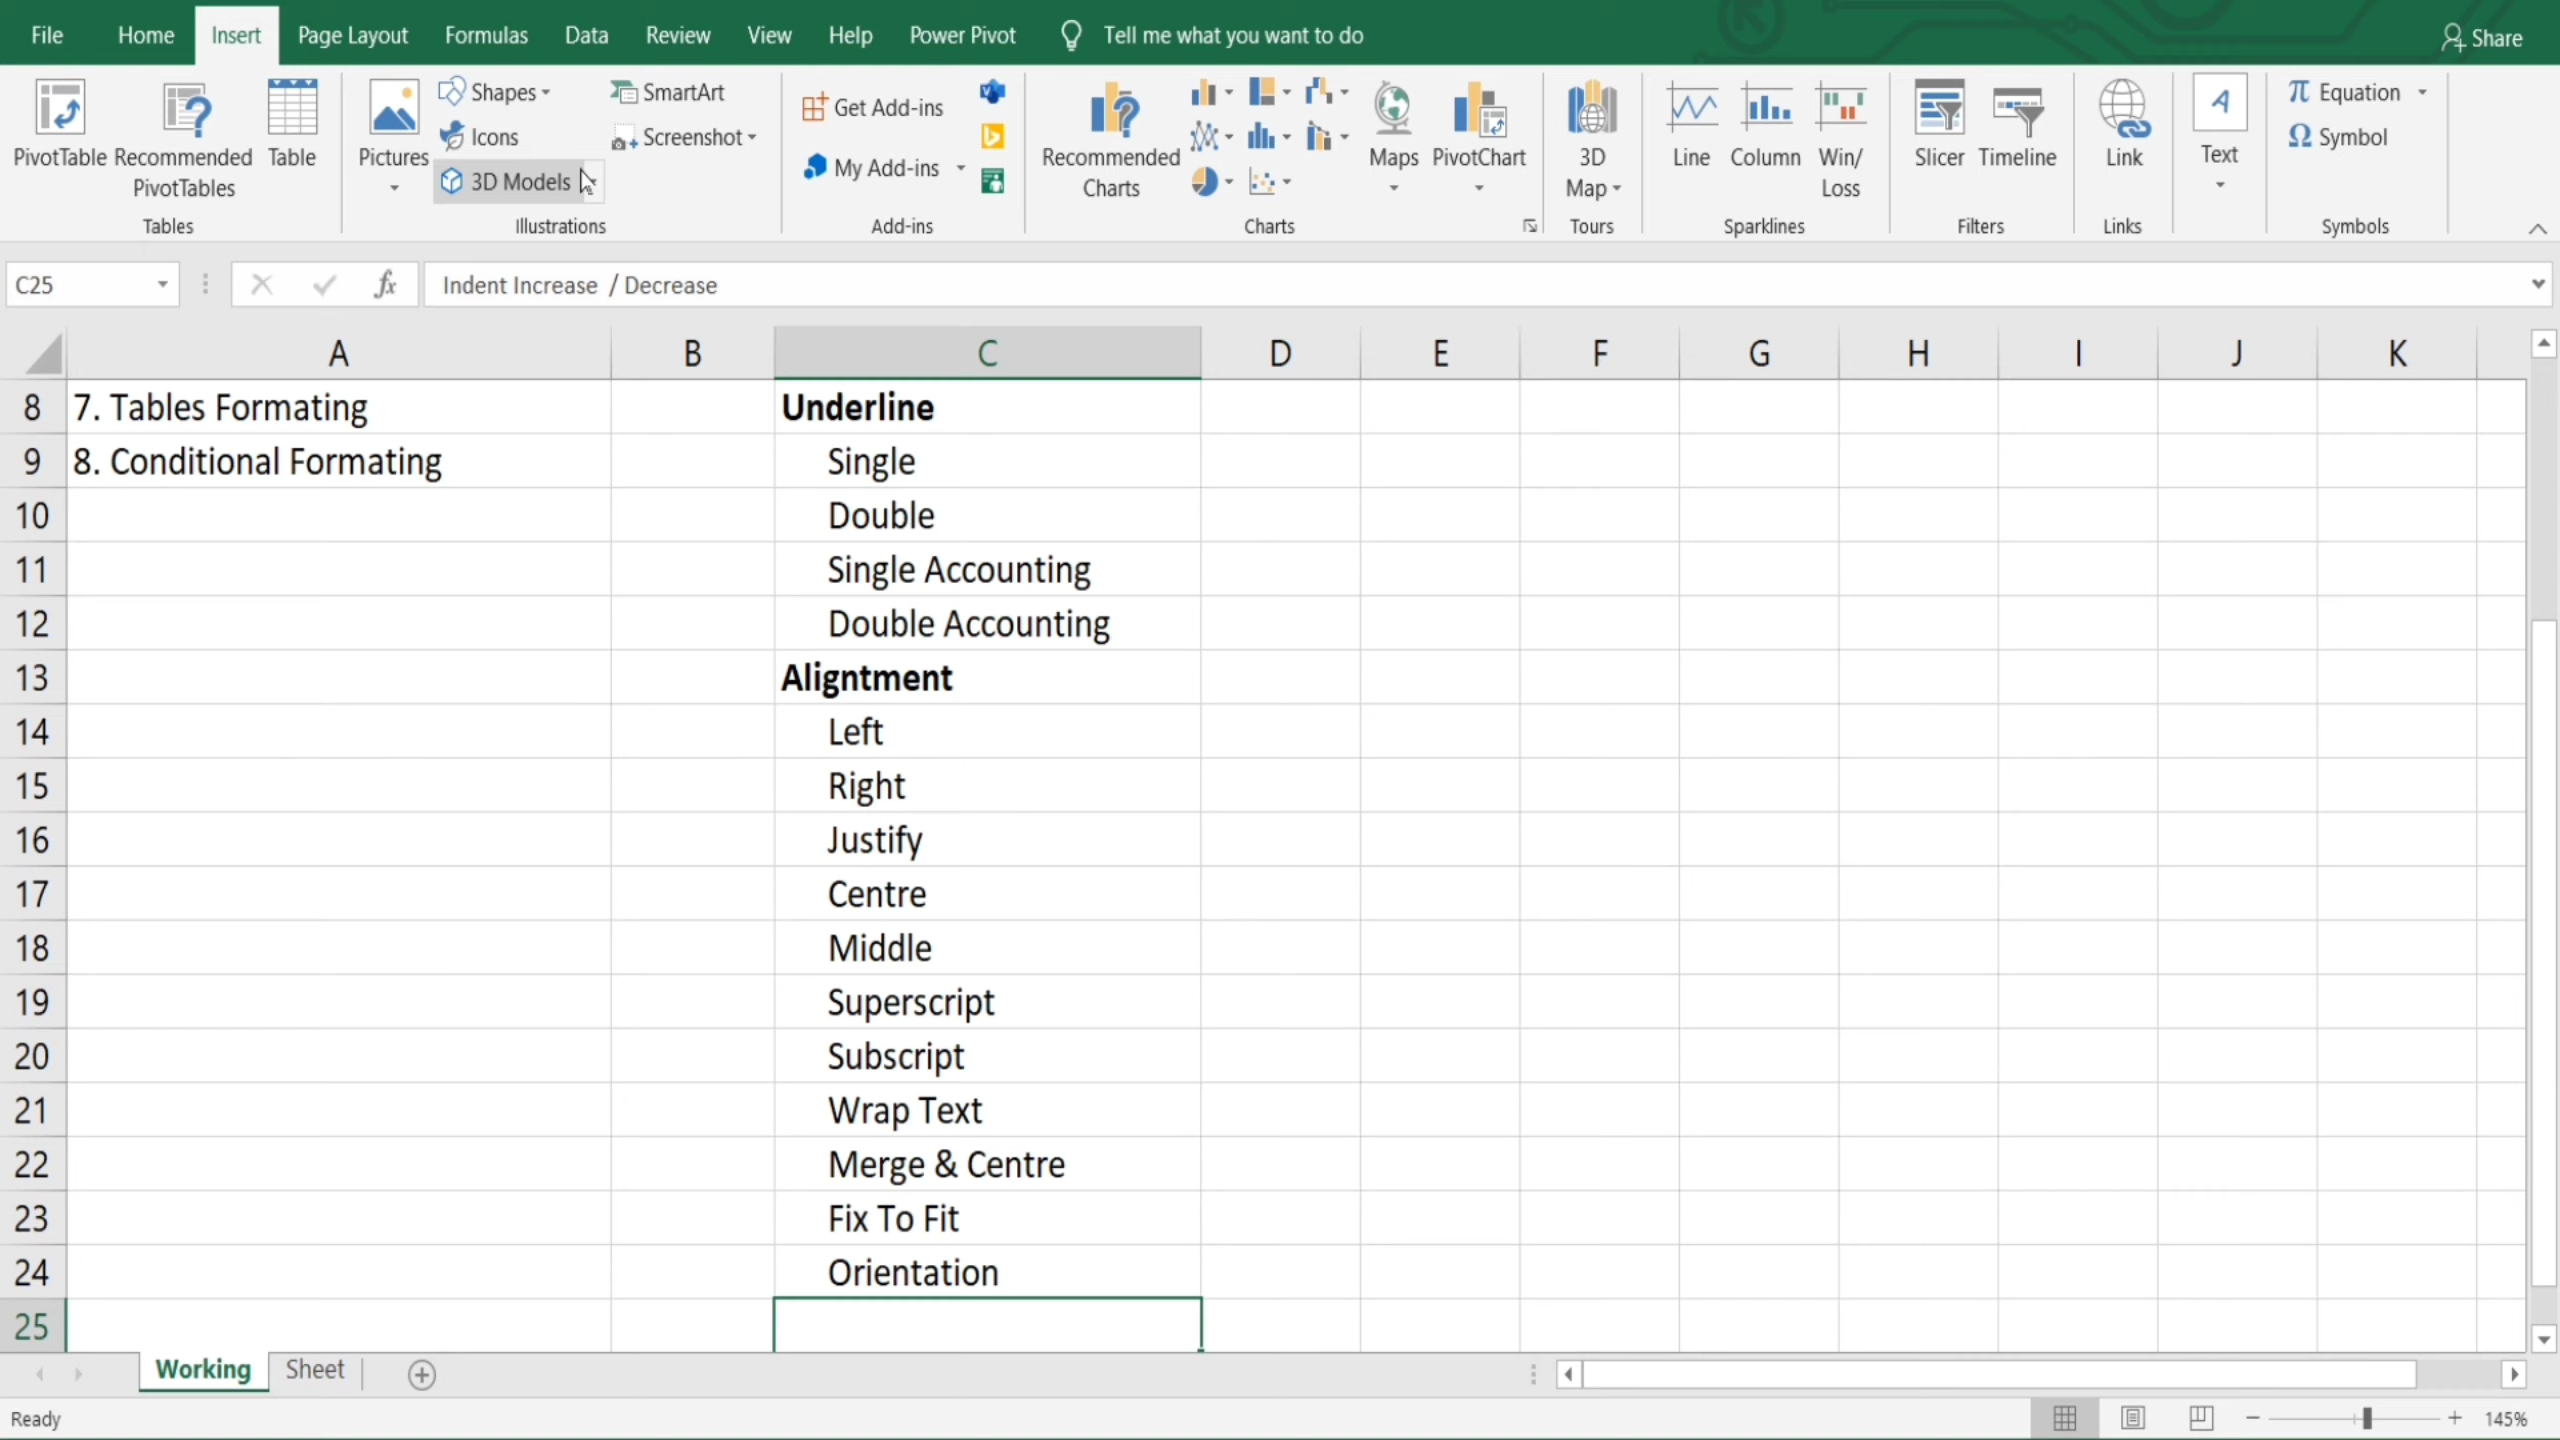 File Home Insert Page Layout Formulas Data Review View Help Power Pivot Tell me what you want to do Share
PivotTable
Recommended PivotTables
Table
Tables
Pictures
Shapes
Icons
3D Models
SmartArt
Screenshot
Illustrations
Get Add-ins
My Add-ins
Add-ins
Recommended Charts
Maps
PivotChart
Charts
3D Map
Tours
Line
Column
Win/ Loss
Sparklines
Slicer
Timeline
Filters
Link
Links
Text
Equation
Symbol
Symbols
C25 fx Indent Increase / Decrease
A B C D E F G H I J K
8 7. Tables Formating Underline
9 8. Conditional Formating Single
10 Double
11 Single Accounting
12 Double Accounting
13 Aligntment
14 Left
15 Right
16 Justify
17 Centre
18 Middle
19 Superscript
20 Subscript
21 Wrap Text
22 Merge & Centre
23 Fix To Fit
24 Orientation
25
Working Sheet
Ready 145%